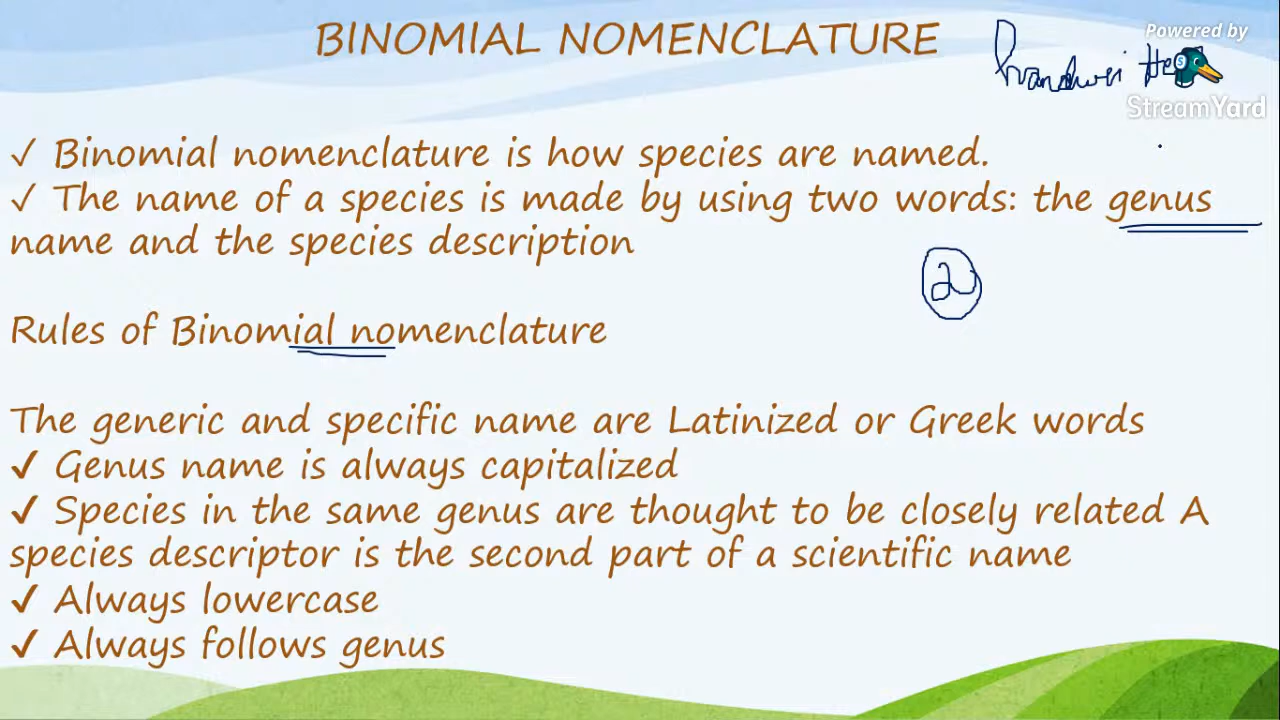 BINOMIAL NOMENCLATURE
Powered by
StreamYard
✓ Binomial nomenclature is how species are named.
✓ The name of a species is made by using two words: the genus
name and the species description
2
Rules of Binomial nomenclature
The generic and specific name are Latinized or Greek words
✓ Genus name is always capitalized
✓ Species in the same genus are thought to be closely related A
species descriptor is the second part of a scientific name
✓ Always lowercase
✓ Always follows genus